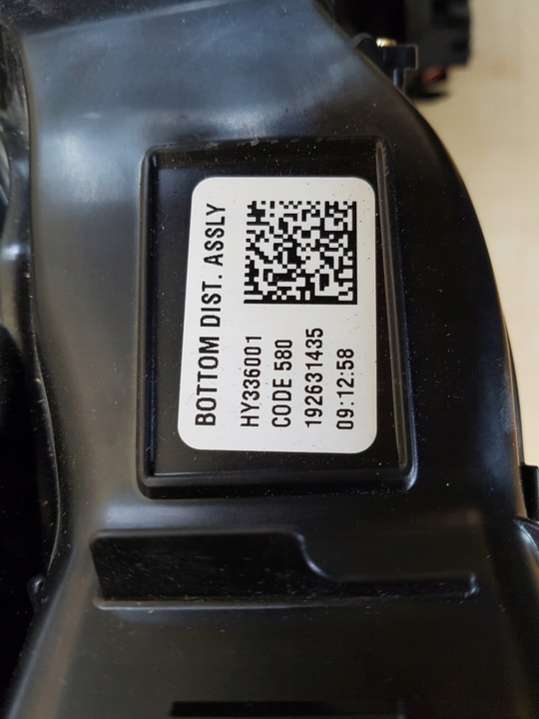 BOTTOM DIST. ASSLY
HY336001
CODE 580
192631435
09:12:58